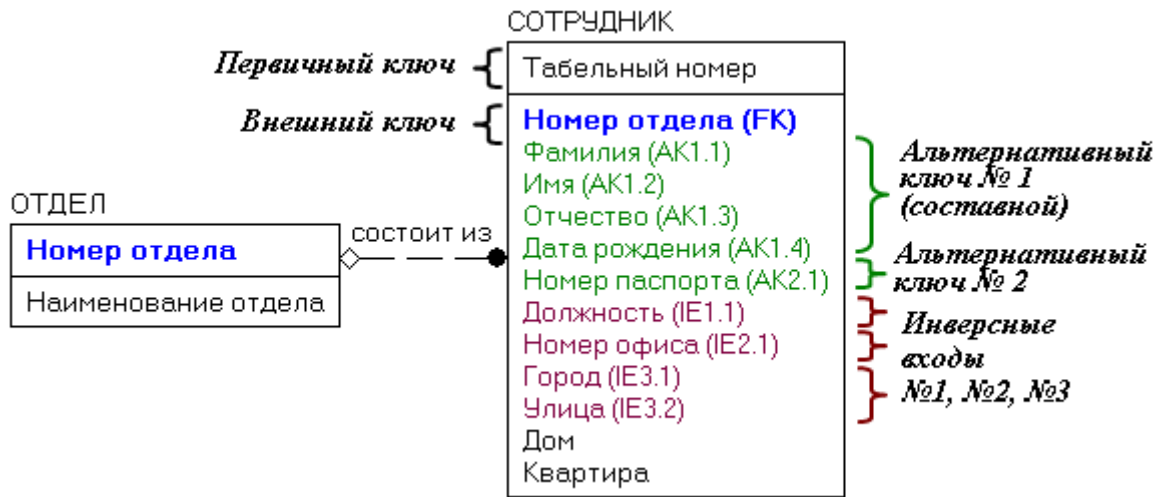 СОТРУДНИК
Первичный ключ
Табельный номер
Внешний ключ
Номер отдела (FK)
Фамилия (AK1.1)
Имя (AK1.2)
Отчество (AK1.3)
Дата рождения (AK1.4)
Номер паспорта (AK2.1)
Должность (IE1.1)
Номер офиса (IE2.1)
Город (IE3.1)
Улица (IE3.2)
Дом
Квартира
Альтернативный
ключ № 1
(составной)
Альтернативный
ключ № 2
Инверсные
входы
№1, №2, №3
ОТДЕЛ
Номер отдела
Наименование отдела
состоит из